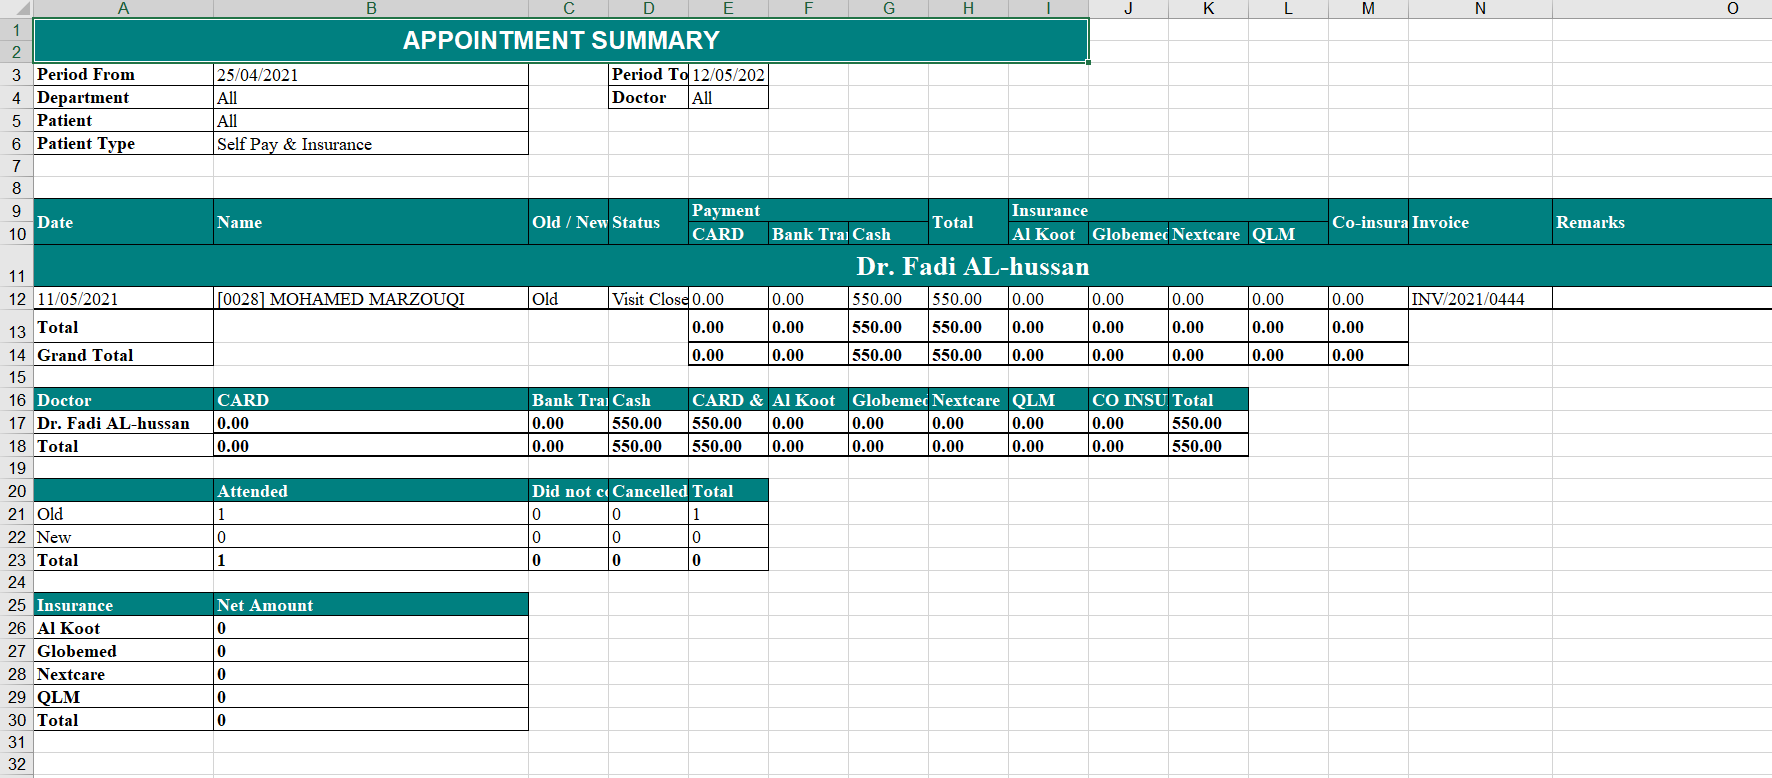 A B C D E F G H I J K L M N O
1
2 APPOINTMENT SUMMARY
3 Period From 25/04/2021 Period To 12/05/202
4 Department All Doctor All
5 Patient All
6 Patient Type Self Pay & Insurance
7
8
9 Date Name Old / New Status Payment Total Insurance Co-insura Invoice Remarks
10 CARD Bank Tra Cash Al Koot Globemed Nextcare QLM
11 Dr. Fadi AL-hussan
12 11/05/2021 [0028] MOHAMED MARZOUQI Old Visit Close 0.00 0.00 550.00 550.00 0.00 0.00 0.00 0.00 0.00 INV/2021/0444
13 Total 0.00 0.00 550.00 550.00 0.00 0.00 0.00 0.00 0.00
14 Grand Total 0.00 0.00 550.00 550.00 0.00 0.00 0.00 0.00 0.00
15
16 Doctor CARD Bank Tra Cash CARD & Al Koot Globemed Nextcare QLM CO INSU Total
17 Dr. Fadi AL-hussan 0.00 0.00 550.00 550.00 0.00 0.00 0.00 0.00 0.00 550.00
18 Total 0.00 0.00 550.00 550.00 0.00 0.00 0.00 0.00 0.00 550.00
19
20 Attended Did not co Cancelled Total
21 Old 1 0 0 1
22 New 0 0 0 0
23 Total 1 0 0 0
24
25 Insurance Net Amount
26 Al Koot 0
27 Globemed 0
28 Nextcare 0
29 QLM 0
30 Total 0
31
32